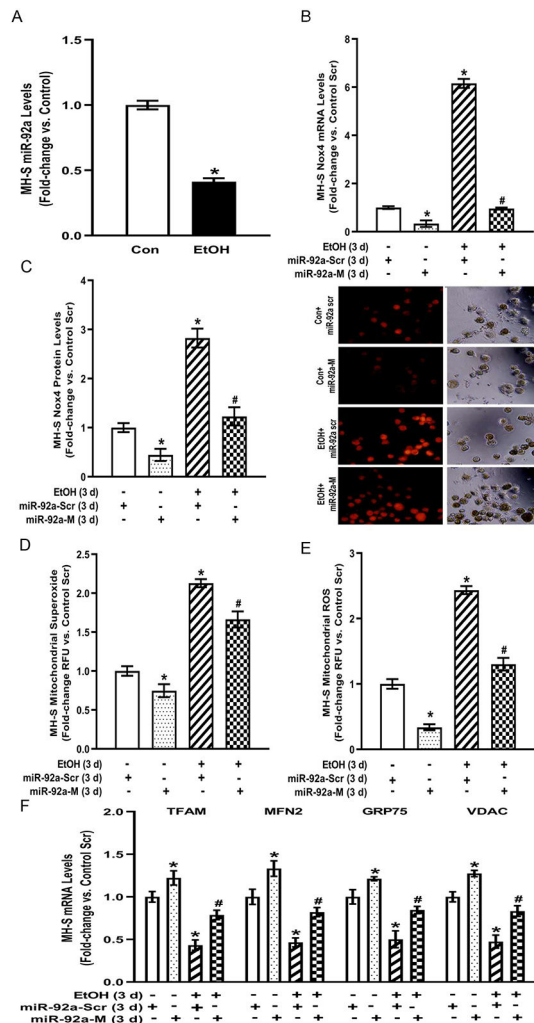 A
MH-S miR-92a Levels
(Fold-change vs. Control)
1.5
1.0
0.5
0.0
*
Con EtOH
B
MH-S Nox4 mRNA Levels
(Fold-change vs. Control Scr)
8
6
4
2
0
* * #
EtOH (3 d) - - + +
miR-92a-Scr (3 d) + - + -
miR-92a-M (3 d) - + - +
Con+
miR-92a scr
Con+
miR-92a-M
EtOH+
miR-92a scr
EtOH+
miR-92a-M
C
MH-S Nox4 Protein Levels
(Fold-change vs. Control Scr)
4
3
2
1
0
* * #
EtOH (3 d) - - + +
miR-92a-Scr (3 d) + - + -
miR-92a-M (3 d) - + - +
D
MH-S Mitochondrial Superoxide
(Fold-change RFU vs. Control Scr)
2.5
2.0
1.5
1.0
0.5
0.0
* * #
EtOH (3 d) - - + +
miR-92a-Scr (3 d) + - + -
miR-92a-M (3 d) - + - +
E
MH-S Mitochondrial ROS
(Fold-change RFU vs. Control Scr)
3
2
1
0
* * #
EtOH (3 d) - - + +
miR-92a-Scr (3 d) + - + -
miR-92a-M (3 d) - + - +
F
TFAM MFN2 GRP75 VDAC
MH-S mRNA Levels
(Fold-change vs. Control Scr)
2.0
1.5
1.0
0.5
0.0
* * # * * # * * # * * #
EtOH (3 d) - - + + - - + + - - + + - - + +
miR-92a-Scr (3 d) + - + - + - + - + - + - + - + -
miR-92a-M (3 d) - + - + - + - + - + - + - + - +